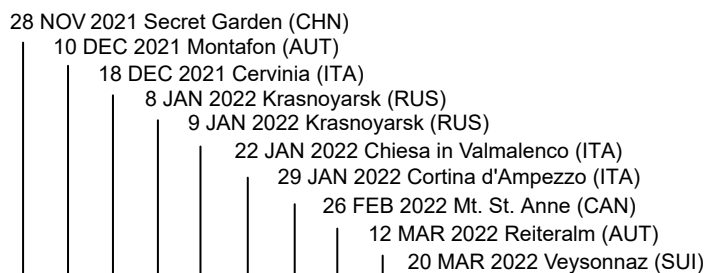 28 NOV 2021 Secret Garden (CHN)
10 DEC 2021 Montafon (AUT)
18 DEC 2021 Cervinia (ITA)
8 JAN 2022 Krasnoyarsk (RUS)
9 JAN 2022 Krasnoyarsk (RUS)
22 JAN 2022 Chiesa in Valmalenco (ITA)
29 JAN 2022 Cortina d'Ampezzo (ITA)
26 FEB 2022 Mt. St. Anne (CAN)
12 MAR 2022 Reiteralm (AUT)
20 MAR 2022 Veysonnaz (SUI)